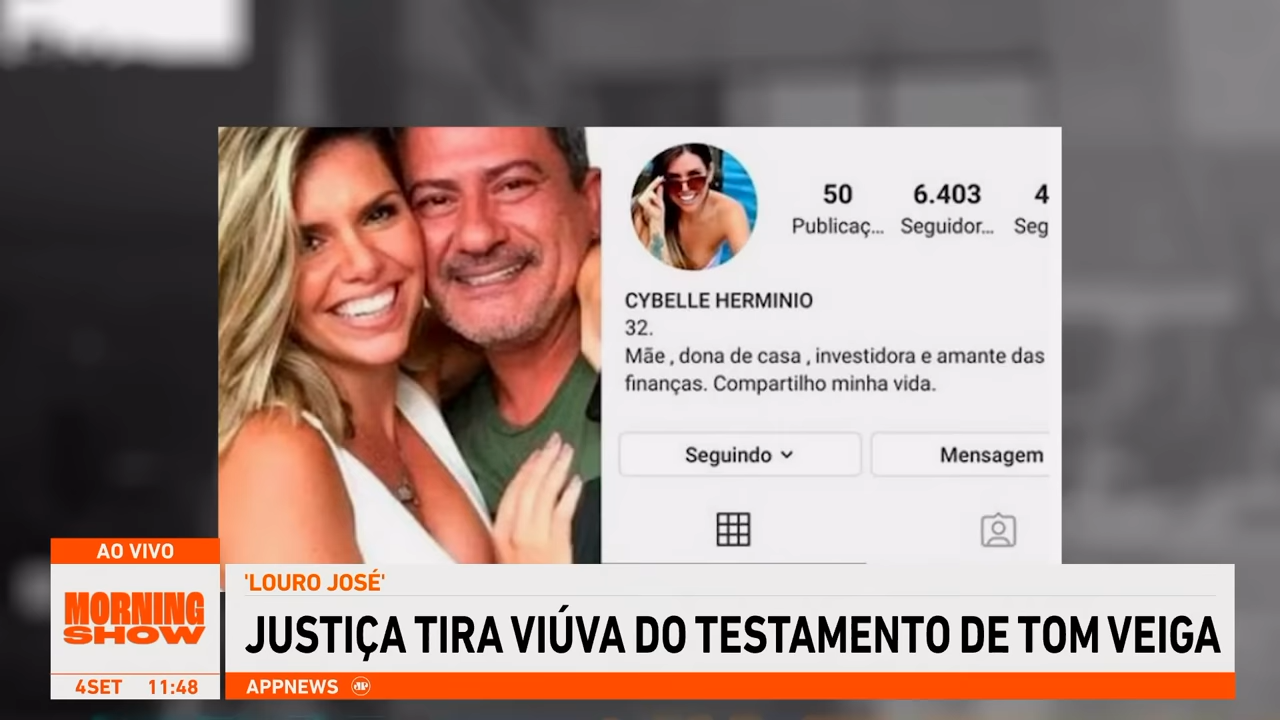 50
6.403
4
Publicaç...
Seguidor...
Seg
CYBELLE HERMINIO
32.
Mãe , dona de casa , investidora e amante das
finanças. Compartilho minha vida.
Seguindo
Mensagem
AO VIVO
MORNING
SHOW
4SET 11:48
'LOURO JOSÉ'
JUSTIÇA TIRA VIÚVA DO TESTAMENTO DE TOM VEIGA
APPNEWS JP